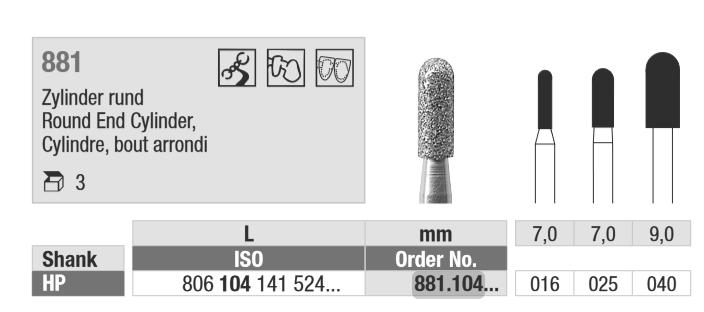 881
Zylinder rund
Round End Cylinder,
Cylindre, bout arrondi
3
L mm 7,0 7,0 9,0
Shank ISO Order No.
HP 806 104 141 524... 881.104... 016 025 040